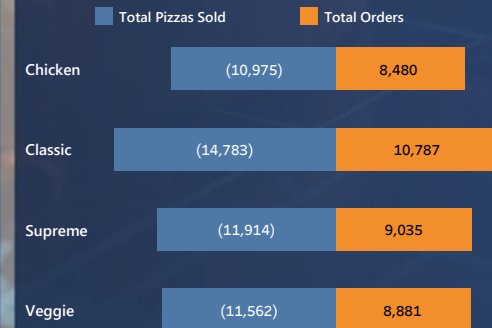 Total Pizzas Sold Total Orders
Chicken (10,975) 8,480
Classic (14,783) 10,787
Supreme (11,914) 9,035
Veggie (11,562) 8,881